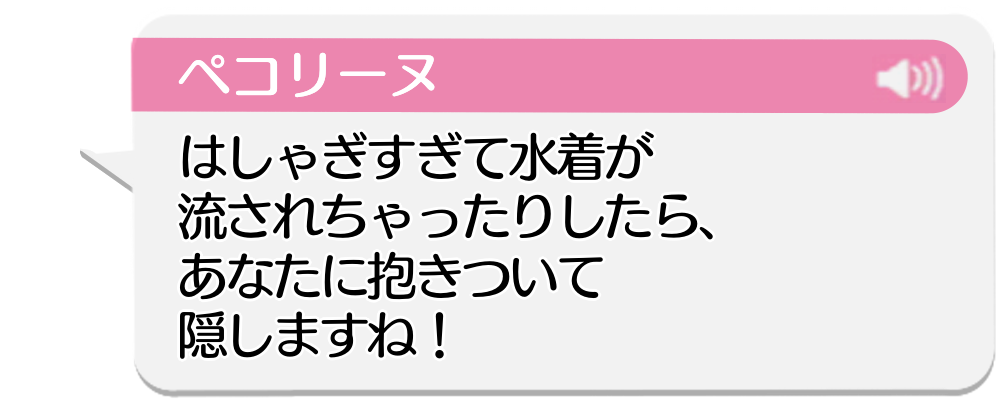 ペコリーヌ
はしゃぎすぎて水着が
流されちゃったりしたら、
あなたに抱きついて
隠しますね！